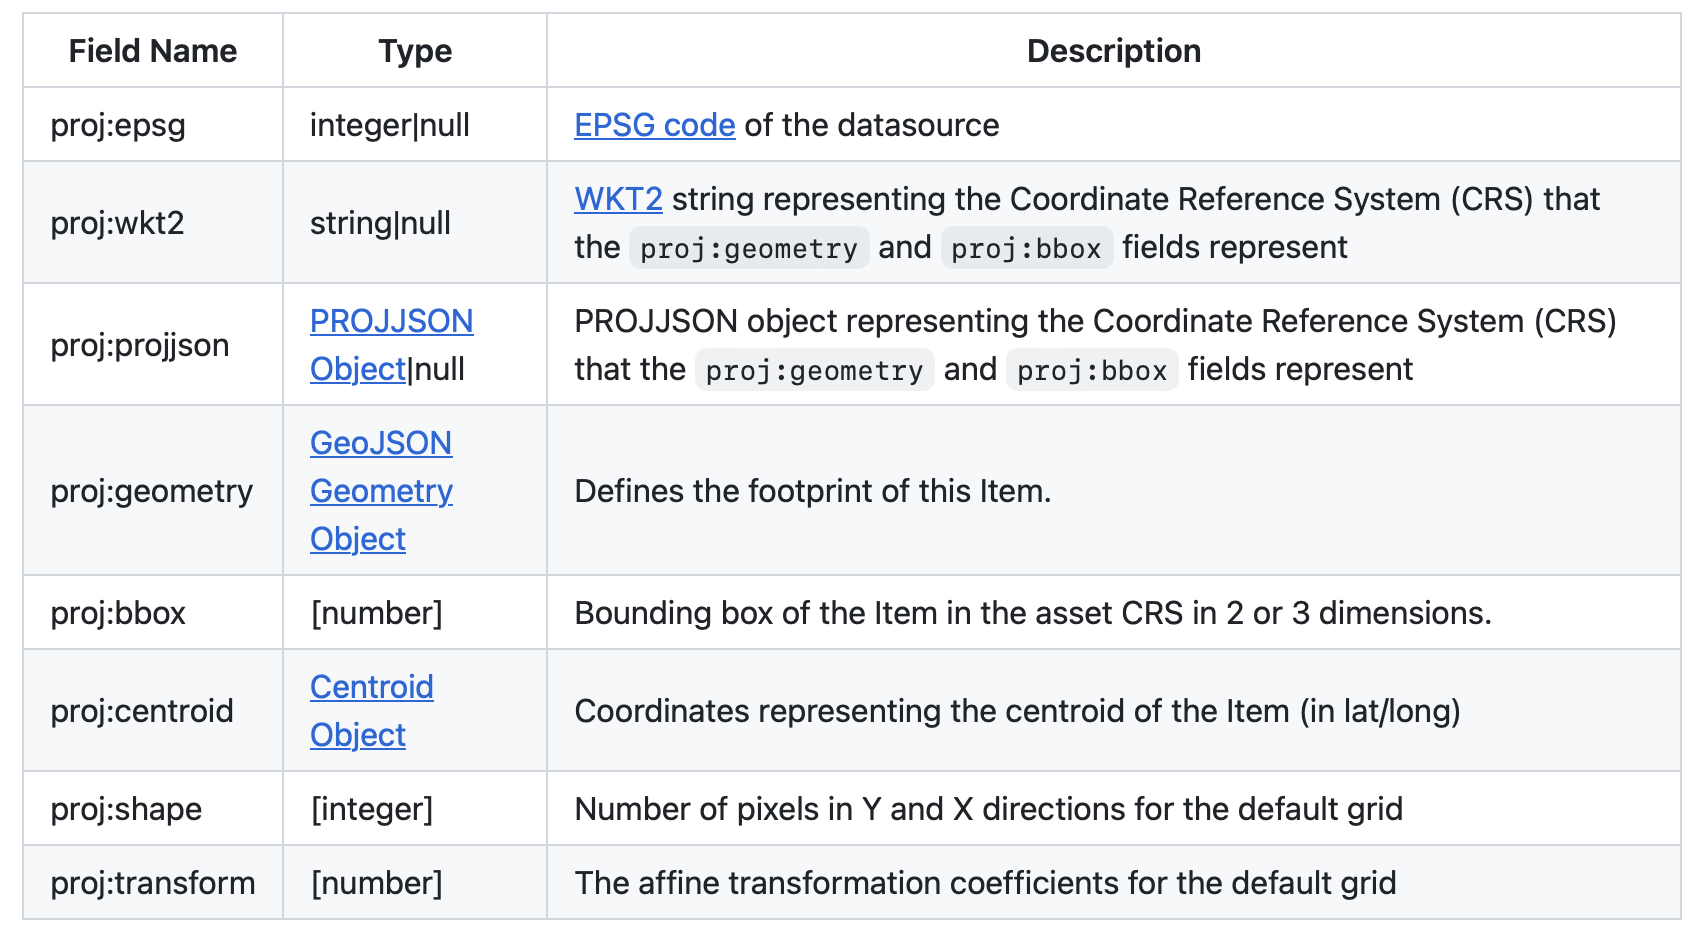 Field Name Type Description
proj:epsg integer|null EPSG code of the datasource
proj:wkt2 string|null WKT2 string representing the Coordinate Reference System (CRS) that
the proj:geometry and proj:bbox fields represent
proj:projjson PROJJSON Object|null PROJJSON object representing the Coordinate Reference System (CRS)
that the proj:geometry and proj:bbox fields represent
proj:geometry GeoJSON Geometry Object Defines the footprint of this Item.
proj:bbox [number] Bounding box of the Item in the asset CRS in 2 or 3 dimensions.
proj:centroid Centroid Object Coordinates representing the centroid of the Item (in lat/long)
proj:shape [integer] Number of pixels in Y and X directions for the default grid
proj:transform [number] The affine transformation coefficients for the default grid